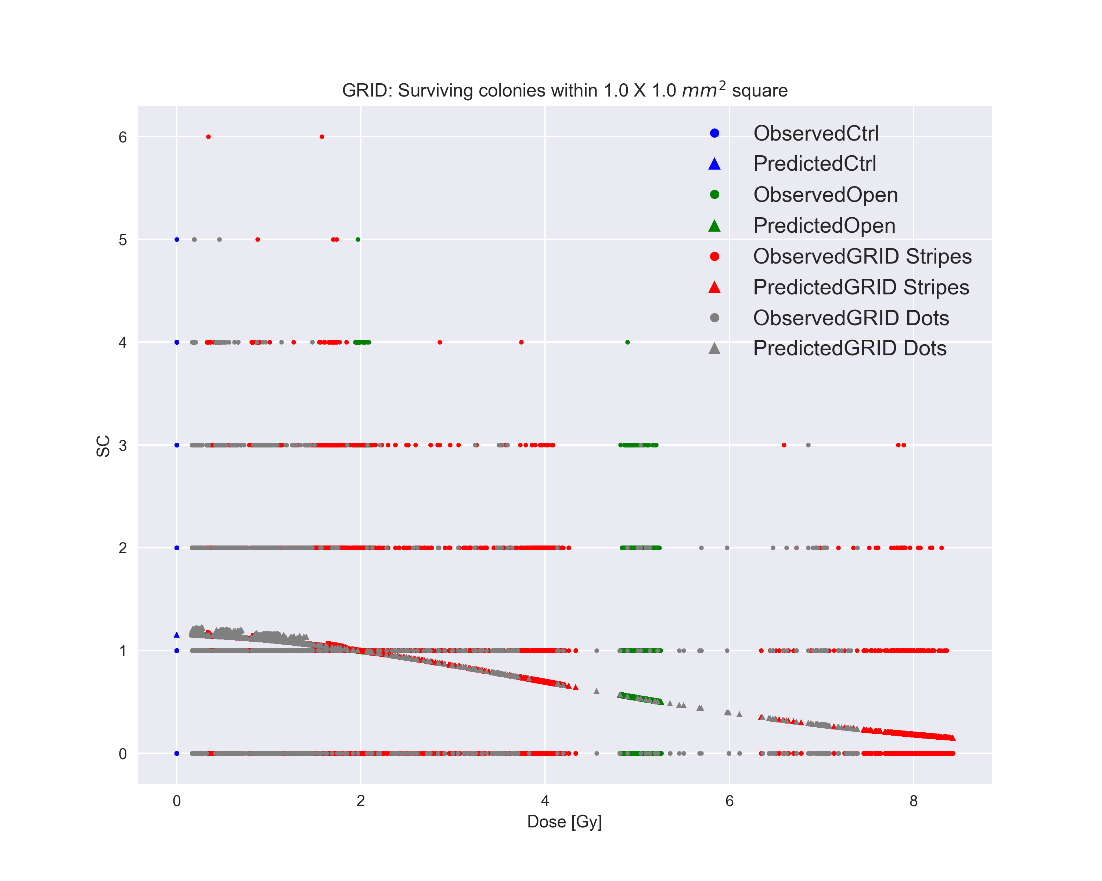 GRID: Surviving colonies within 1.0 X 1.0 mm² square
ObservedCtrl
PredictedCtrl
ObservedOpen
PredictedOpen
ObservedGRID Stripes
PredictedGRID Stripes
ObservedGRID Dots
PredictedGRID Dots
SC
6
5
4
3
2
1
0
0 2 4 6 8
Dose [Gy]